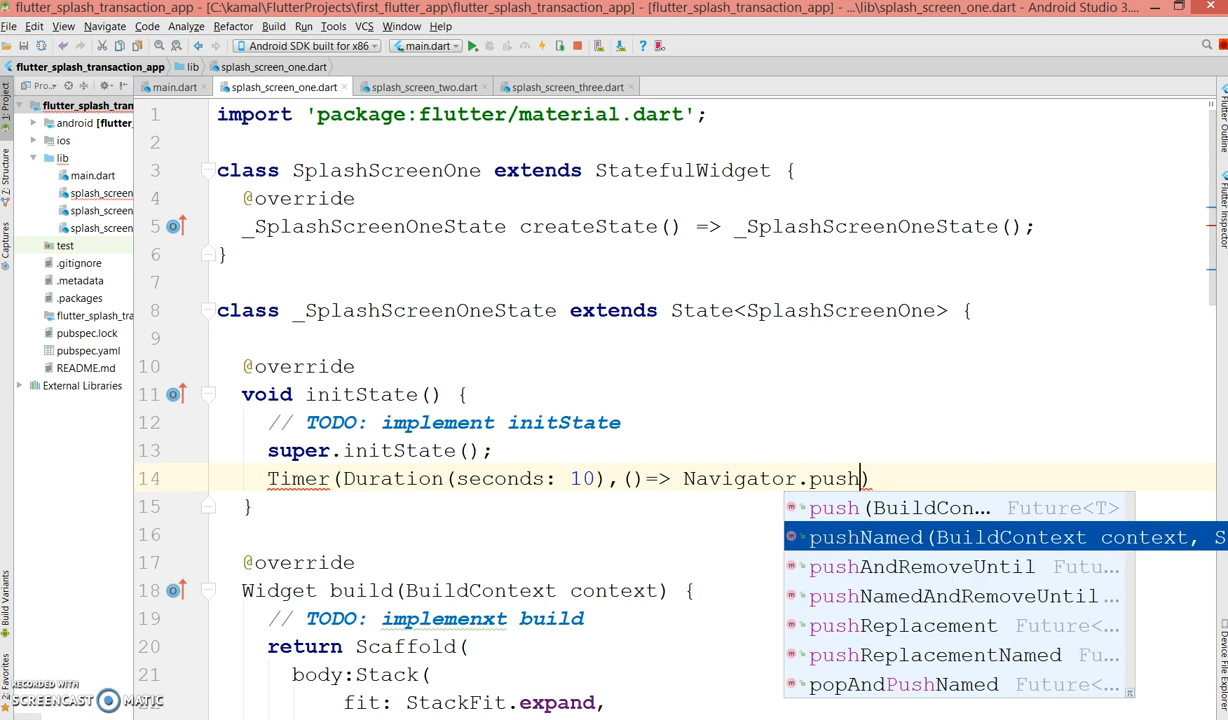 flutter_splash_transaction_app - [C:\kamal\FlutterProjects\first_flutter_app\flutter_splash_transaction_app] - [flutter_splash_transaction_app] - ...\lib\splash_screen_one.dart - Android Studio 3....
File Edit View Navigate Code Analyze Refactor Build Run Tools VCS Window Help
Android SDK built for x86 main.dart
flutter_splash_transaction_app lib splash_screen_one.dart
Pro... main.dart splash_screen_one.dart splash_screen_two.dart splash_screen_three.dart
1: Project
Z: Structure
Captures
Build Variants
2: Favorites
flutter_splash_tran
android [flutter_
ios
lib
main.dart
splash_screen
splash_screen
splash_screen
test
.gitignore
.metadata
.packages
flutter_splash_tra
pubspec.lock
pubspec.yaml
README.md
External Libraries
1 import 'package:flutter/material.dart';
2
3 class SplashScreenOne extends StatefulWidget {
4 @override
5 _SplashScreenOneState createState() => _SplashScreenOneState();
6 }
7
8 class _SplashScreenOneState extends State<SplashScreenOne> {
9
10 @override
11 void initState() {
12 // TODO: implement initState
13 super.initState();
14 Timer(Duration(seconds: 10),()=> Navigator.push)
15 }
16
17 @override
18 Widget build(BuildContext context) {
19 // TODO: implemenxt build
20 return Scaffold(
21 body:Stack(
fit: StackFit.expand,
push(BuildCon... Future<T>
pushNamed(BuildContext context, S
pushAndRemoveUntil Futu...
pushNamedAndRemoveUntil ...
pushReplacement Future<...
pushReplacementNamed Fu...
popAndPushNamed Future<...
Flutter Outline
Flutter Inspector
Device File Explorer
RECORDED WITH
SCREENCAST MATIC